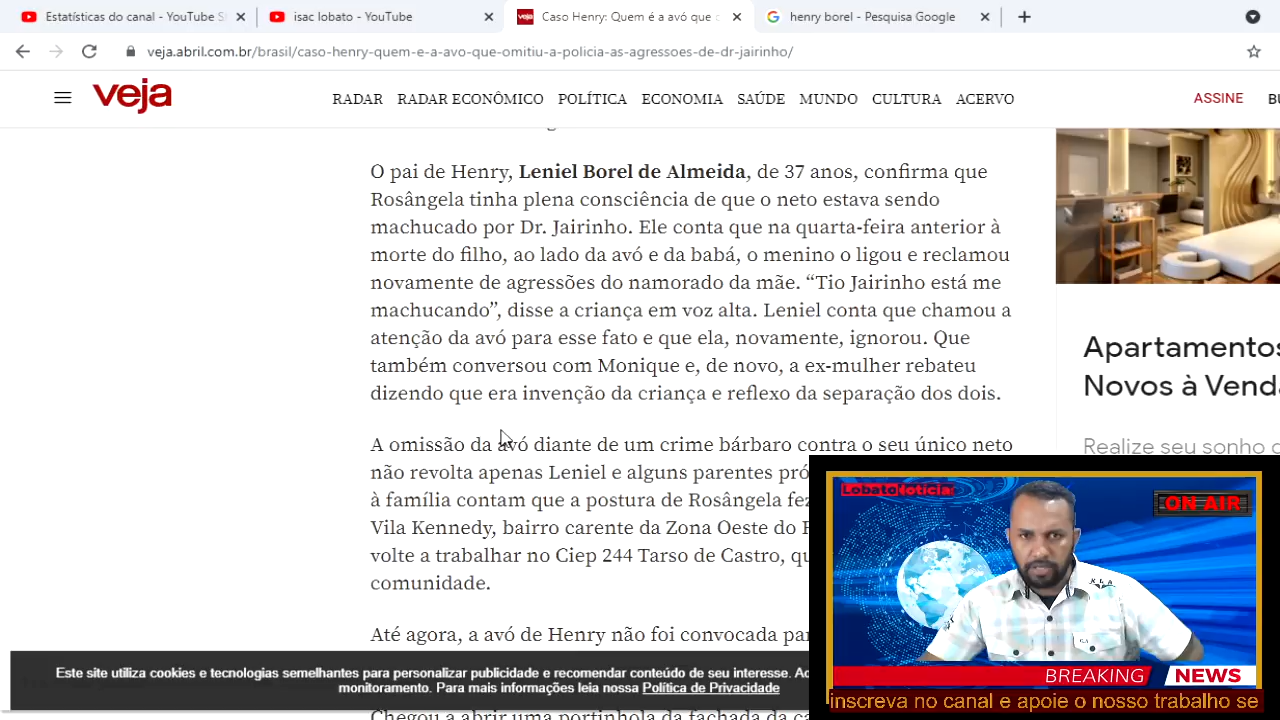 Estatísticas do canal - YouTube S
isac lobato - YouTube
Caso Henry: Quem é a avó que o
henry borel - Pesquisa Google
veja.abril.com.br/brasil/caso-henry-quem-e-a-avo-que-omitiu-a-policia-as-agressoes-de-dr-jairinho/
veja
RADAR
RADAR ECONÔMICO
POLÍTICA
ECONOMIA
SAÚDE
MUNDO
CULTURA
ACERVO
ASSINE
O pai de Henry, Leniel Borel de Almeida, de 37 anos, confirma que
Rosângela tinha plena consciência de que o neto estava sendo
machucado por Dr. Jairinho. Ele conta que na quarta-feira anterior à
morte do filho, ao lado da avó e da babá, o menino o ligou e reclamou
novamente de agressões do namorado da mãe. “Tio Jairinho está me
machucando”, disse a criança em voz alta. Leniel conta que chamou a
atenção da avó para esse fato e que ela, novamente, ignorou. Que
também conversou com Monique e, de novo, a ex-mulher rebateu
dizendo que era invenção da criança e reflexo da separação dos dois.
A omissão da avó diante de um crime bárbaro contra o seu único neto
não revolta apenas Leniel e alguns parentes pró
à família contam que a postura de Rosângela fez
Vila Kennedy, bairro carente da Zona Oeste do
volte a trabalhar no Ciep 244 Tarso de Castro, qu
comunidade.
Até agora, a avó de Henry não foi convocada par
Chegou a abrir uma portinhola da fachada da ca
Este site utiliza cookies e tecnologias semelhantes para personalizar publicidade e recomendar conteúdo de seu interesse. Ao
monitoramento. Para mais informações leia nossa Política de Privacidade
Apartamentos
Novos à Venda
Realize seu sonho
LobatoNotícias
ON AIR
R L A
BREAKING
NEWS
inscreva no canal e apoie o nosso trabalho se